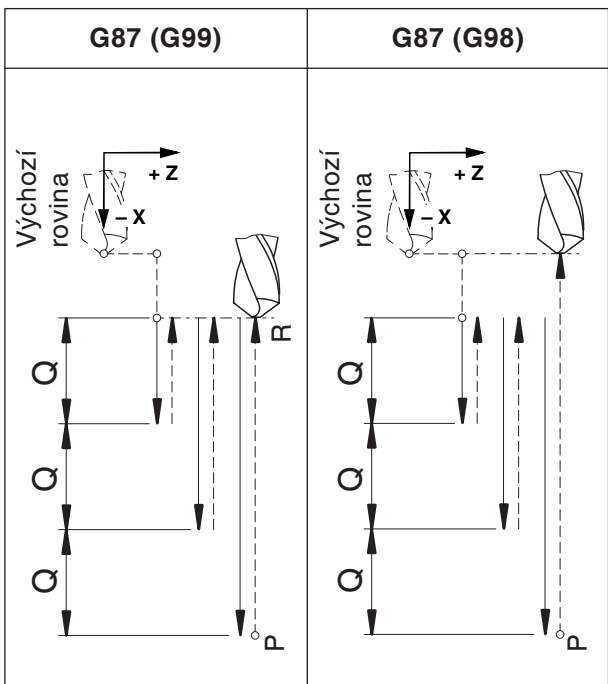 G87 (G99)
G87 (G98)
Výchozí
rovina
+ Z
– X
R
Q
Q
Q
P
Výchozí
rovina
+ Z
– X
Q
Q
Q
P